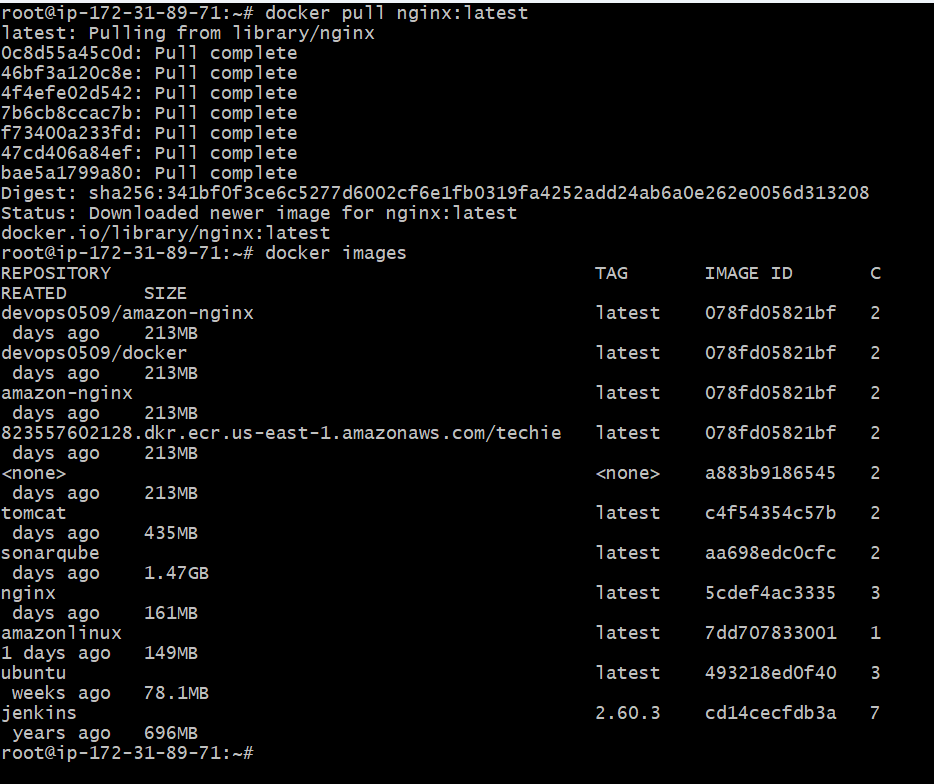 root@ip-172-31-89-71:~# docker pull nginx:latest
latest: Pulling from library/nginx
0c8d55a45c0d: Pull complete
46bf3a120c8e: Pull complete
4f4efe02d542: Pull complete
7b6cb8ccac7b: Pull complete
f73400a233fd: Pull complete
47cd406a84ef: Pull complete
bae5a1799a80: Pull complete
Digest: sha256:341bf0f3ce6c5277d6002cf6e1fb0319fa4252add24ab6a0e262e0056d313208
Status: Downloaded newer image for nginx:latest
docker.io/library/nginx:latest
root@ip-172-31-89-71:~# docker images
REPOSITORY TAG IMAGE ID C
REATED SIZE
devops0509/amazon-nginx latest 078fd05821bf 2
days ago 213MB
devops0509/docker latest 078fd05821bf 2
days ago 213MB
amazon-nginx latest 078fd05821bf 2
days ago 213MB
823557602128.dkr.ecr.us-east-1.amazonaws.com/techie latest 078fd05821bf 2
days ago 213MB
<none> <none> a883b9186545 2
days ago 213MB
tomcat latest c4f54354c57b 2
days ago 435MB
sonarqube latest aa698edc0cfc 2
days ago 1.47GB
nginx latest 5cdef4ac3335 3
days ago 161MB
amazonlinux latest 7dd707833001 1
1 days ago 149MB
ubuntu latest 493218ed0f40 3
weeks ago 78.1MB
jenkins 2.60.3 cd14cecfdb3a 7
years ago 696MB
root@ip-172-31-89-71:~#